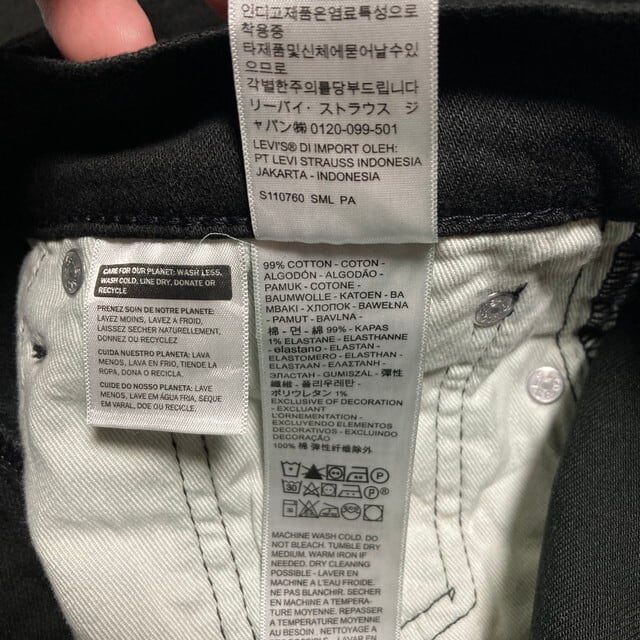 인디고제품은염료특성으로
착용중
타제품및신체에묻어날수있
으므로
각별한주의를당부드립니다
リーバイ・ストラウス ジ
ャパン㈱ 0120-099-501
LEVI'S® DI IMPORT OLEH:
PT LEVI STRAUSS INDONESIA
JAKARTA - INDONESIA
S110760 SML PA
CARE FOR OUR PLANET: WASH LESS,
WASH COLD, LINE DRY, DONATE OR
RECYCLE
PRENEZ SOIN DE NOTRE PLANÈTE:
LAVEZ MOINS, LAVEZ A FROID,
LAISSEZ SECHER NATURELLEMENT,
DONNEZ OU RECYCLEZ
CUIDA NUESTRO PLANETA: LAVA
MENOS, LAVA EN FRIO, TIENDE LA
ROPA, DONA O RECICLA.
CUIDE DO NOSSO PLANETA: LAVE
MENOS, LAVE EM ÁGUA FRIA, SEQUE
EM VARAL, DOE OU RECICLE.
99% COTTON - COTON -
ALGODÓN - ALGODÃO -
PAMUK - COTONE -
BAUMWOLLE - KATOEN - BA
MBAKI - ХЛОПОК - BAWEŁNA
- PAMUT - BAVLNA -
棉 - 면 - 綿 99% - KAPAS
1% ELASTANE - ELASTHANNE
- elastano - ELASTAN -
ELASTOMERO - ELASTHAN -
ELASTAAN - ΕΛΑΣΤΑΝΗ -
ЭЛАСТАН - GUMISZÁL - 彈性
纖維 - 폴리우레탄 -
ポリウレタン 1%
EXCLUSIVE OF DECORATION
- EXCLUANT
L'ORNEMENTATION -
EXCLUYENDO ELEMENTOS
DECORATIVOS - EXCLUINDO
DECORAÇÃO
100% 棉 弹性纤维除外
MACHINE WASH COLD. DO
NOT BLEACH. TUMBLE DRY
MEDIUM. WARM IRON IF
NEEDED. DRY CLEANING
POSSIBLE - LAVER EN
MACHINE A L'EAU FROIDE.
NE PAS BLANCHIR. SÉCHER
EN MACHINE A TEMPERA-
TURE MOYENNE. REPASSER
A TEMPERATURE MOYENNE
AU BESOIN. NETTOYAGE A